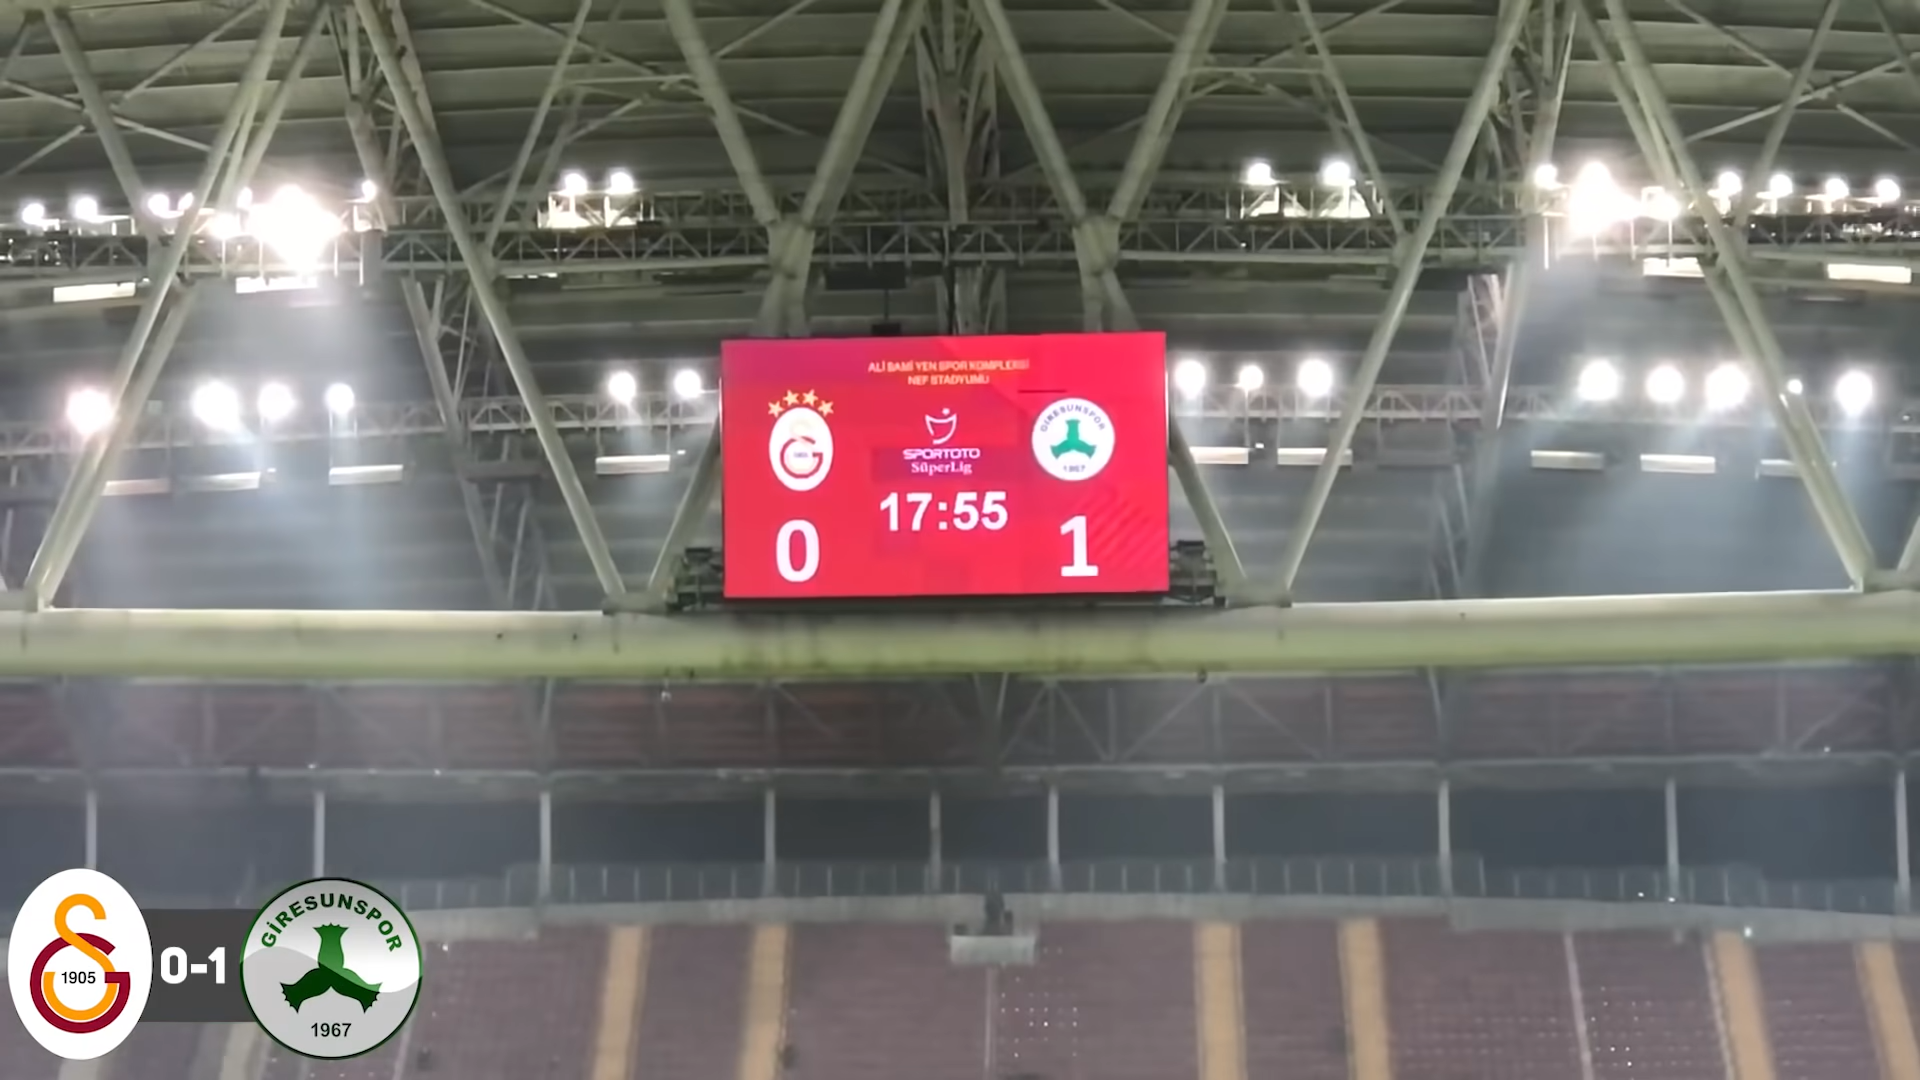 ALİ SAMİ YEN SPOR KOMPLEKSİ
NEF STADYUMU
GİRESUNSPOR
1967
SPORTOTO
SüperLig
17:55
0
1
1905
0-1
GİRESUNSPOR
1967